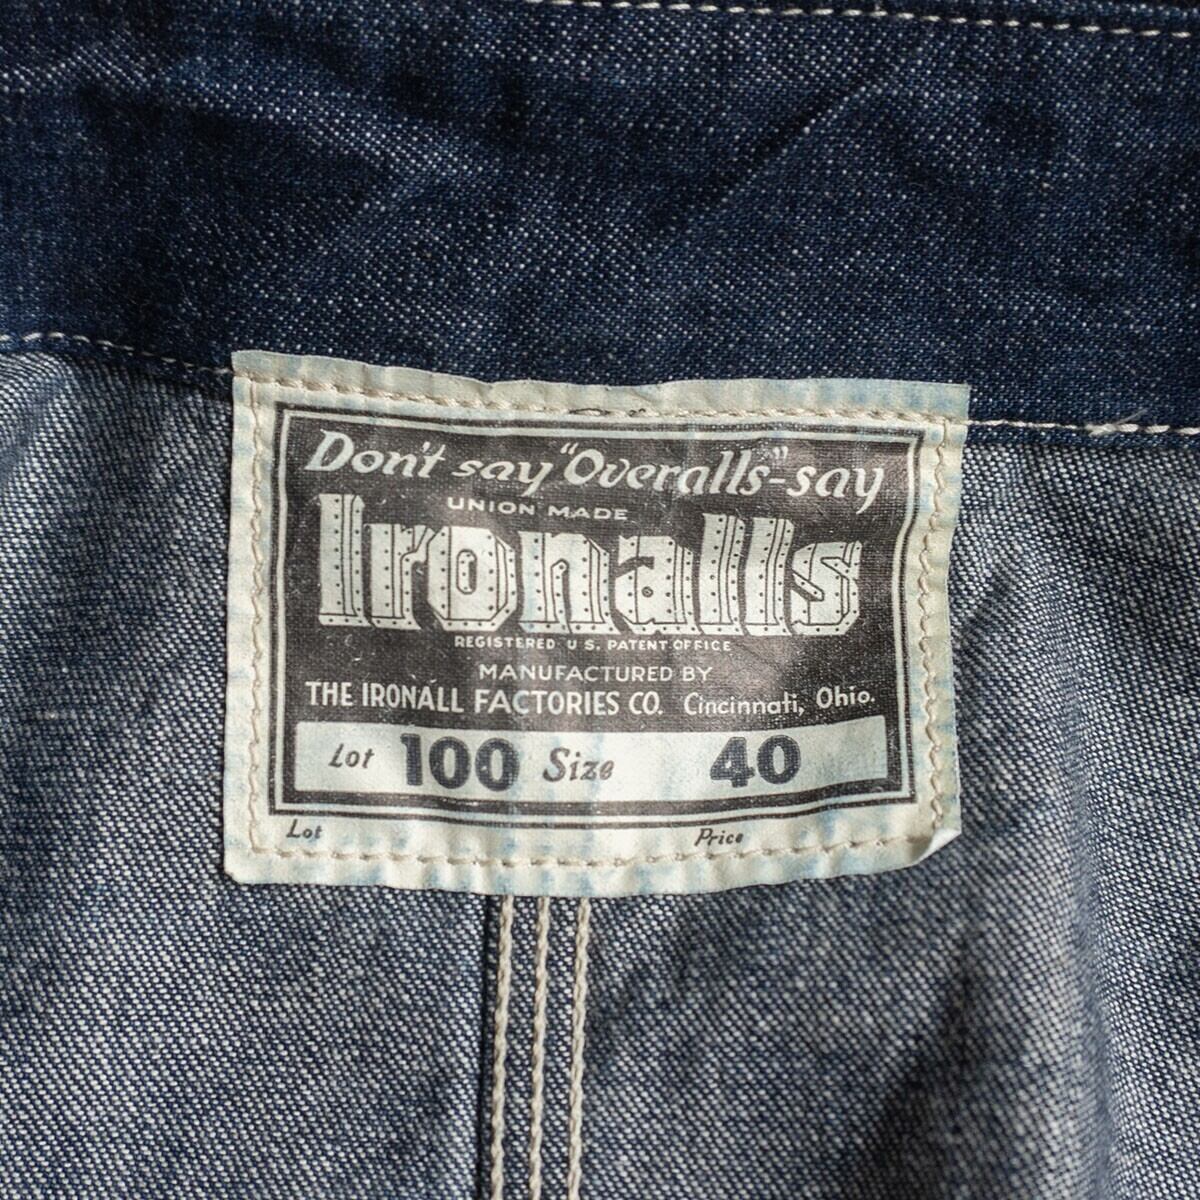 Don't say "Overalls"-say
UNION MADE
Ironalls
REGISTERED U S. PATENT OFFICE
MANUFACTURED BY
THE IRONALL FACTORIES CO. Cincinnati, Ohio.
Lot 100 Size 40
Lot Price